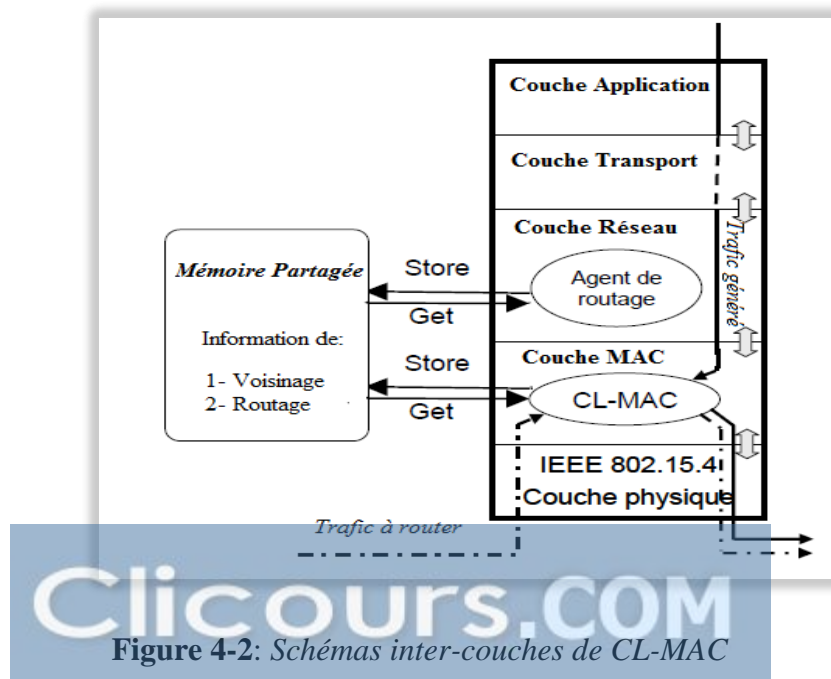 Couche Application
Couche Transport
Couche Réseau
Agent de
routage
Trafic généré
Mémoire Partagée
Information de:
1- Voisinage
2- Routage
Store
Get
Store
Get
Couche MAC
CL-MAC
IEEE 802.15.4
Couche physique
Trafic à router
Clicours.COM
Figure 4-2: Schémas inter-couches de CL-MAC